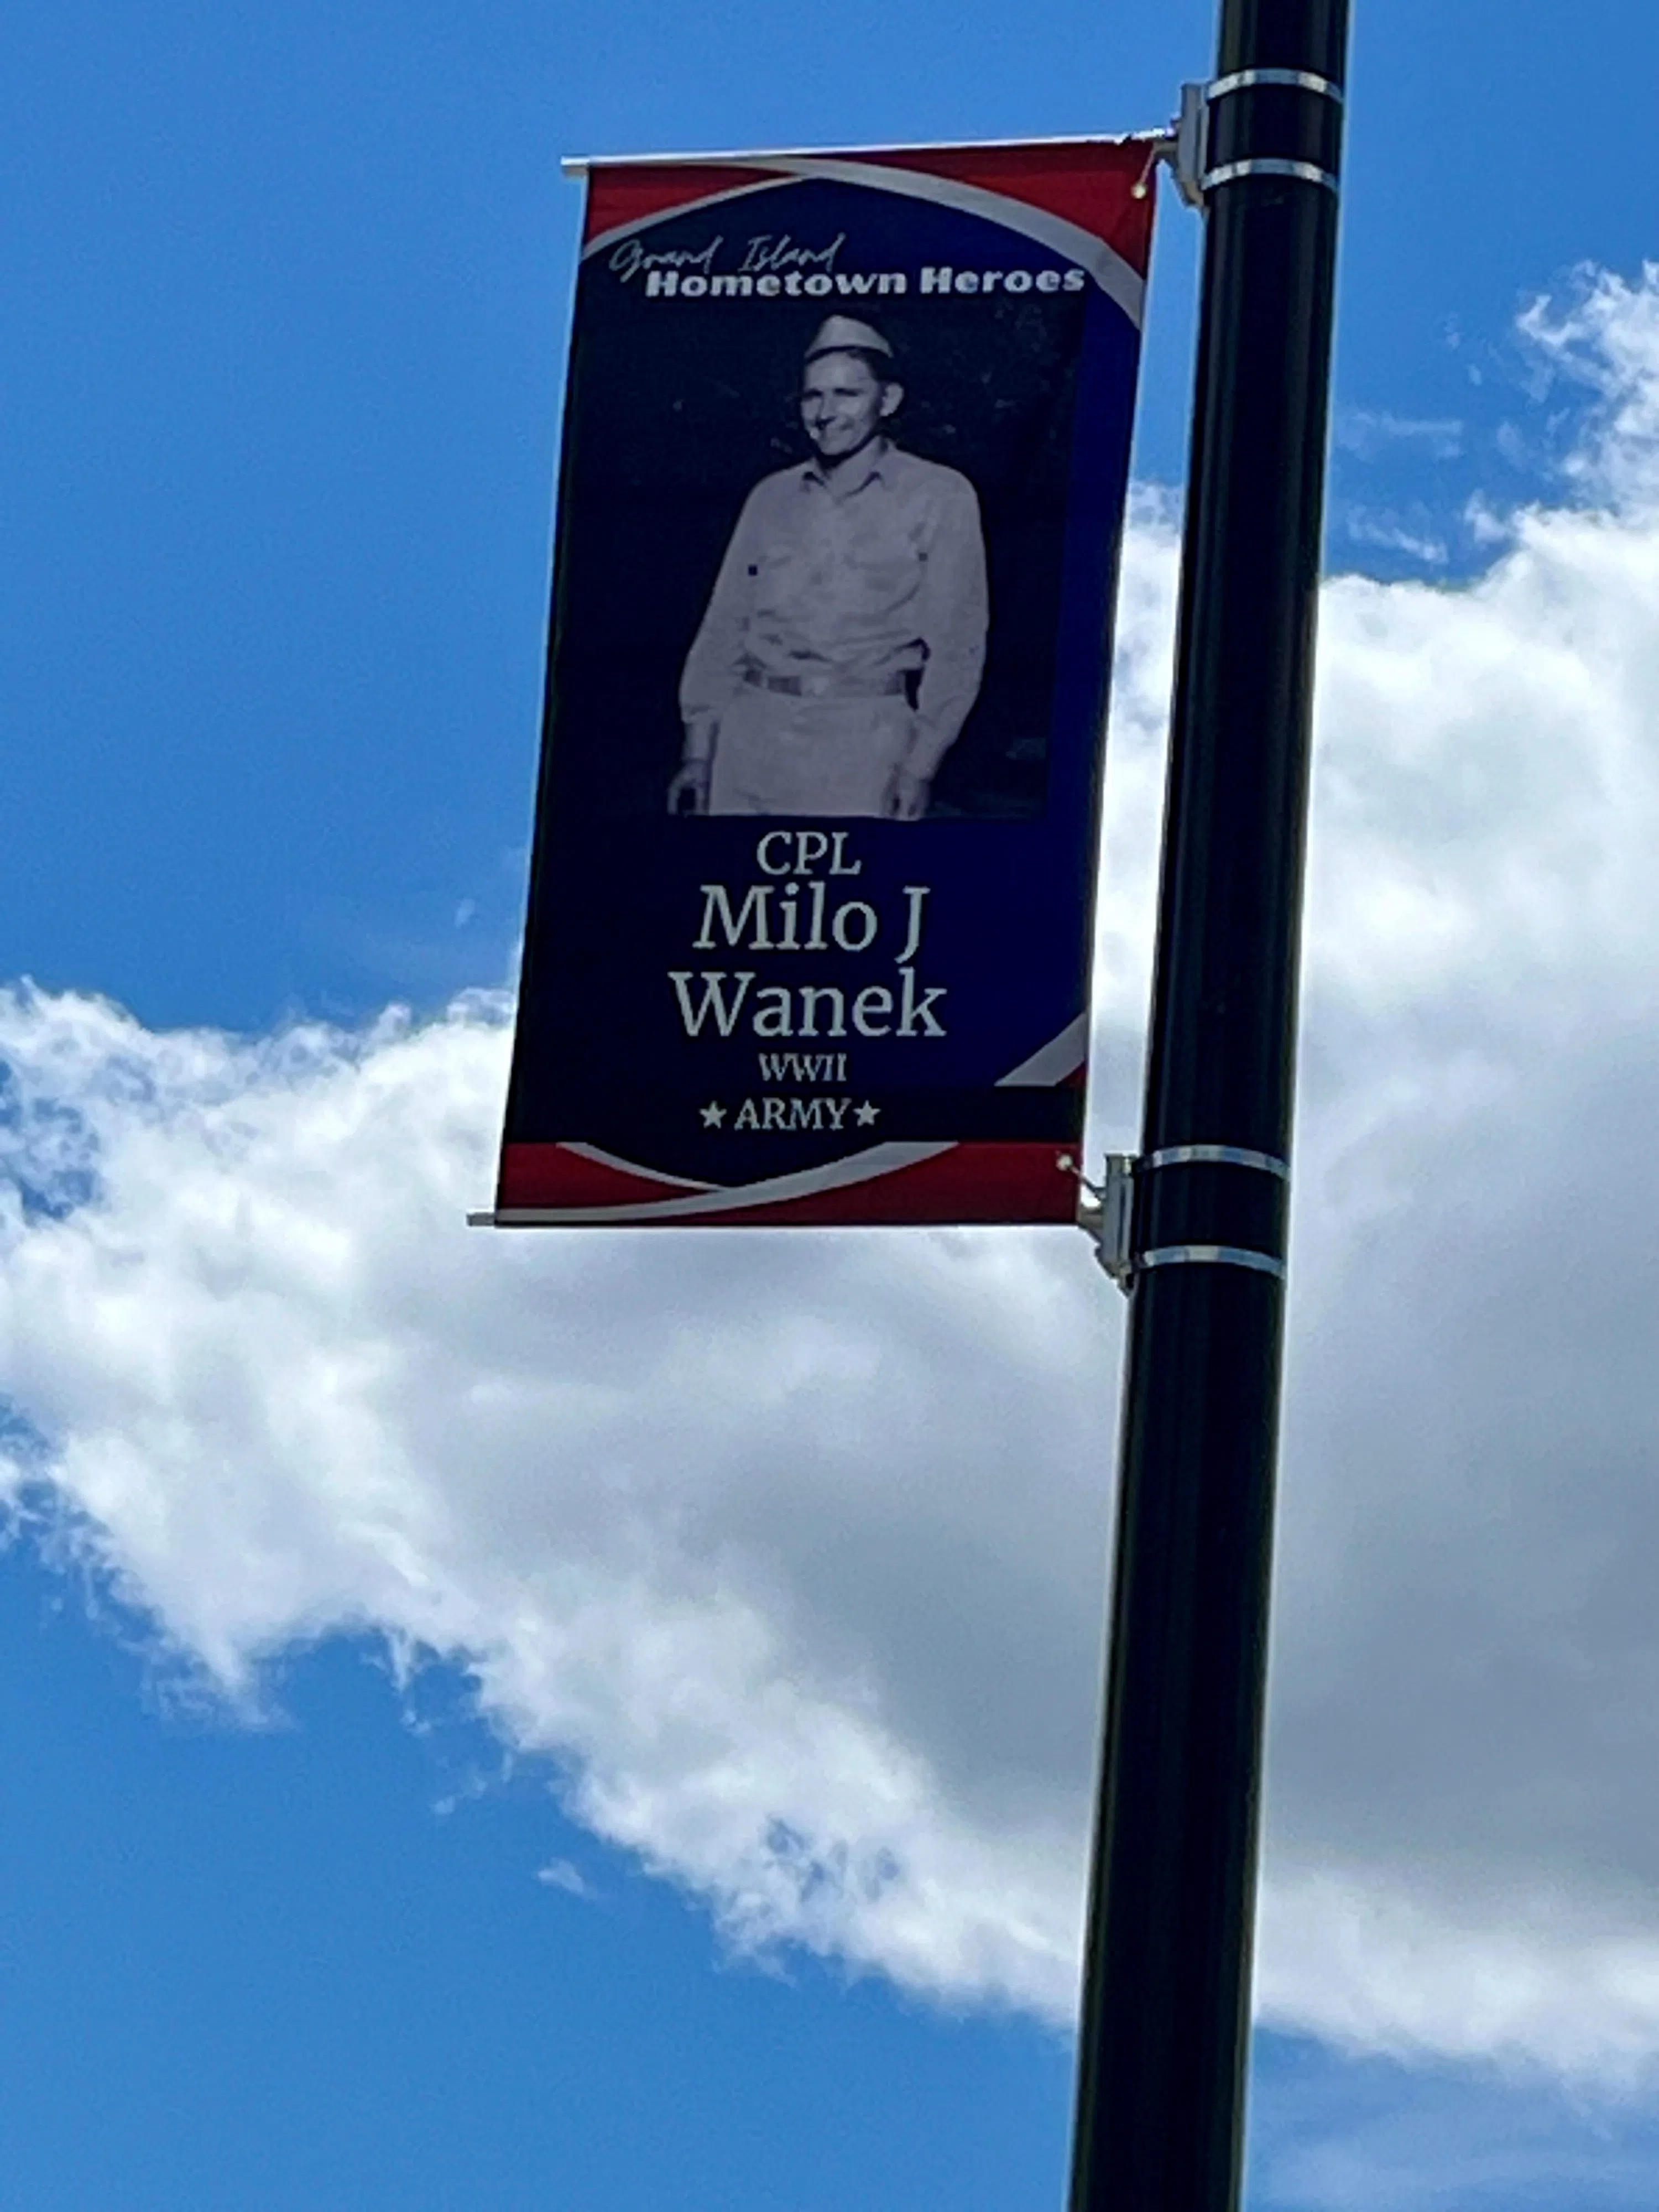 Grand Island
Hometown Heroes
CPL
Milo J
Wanek
WWII
★ARMY★